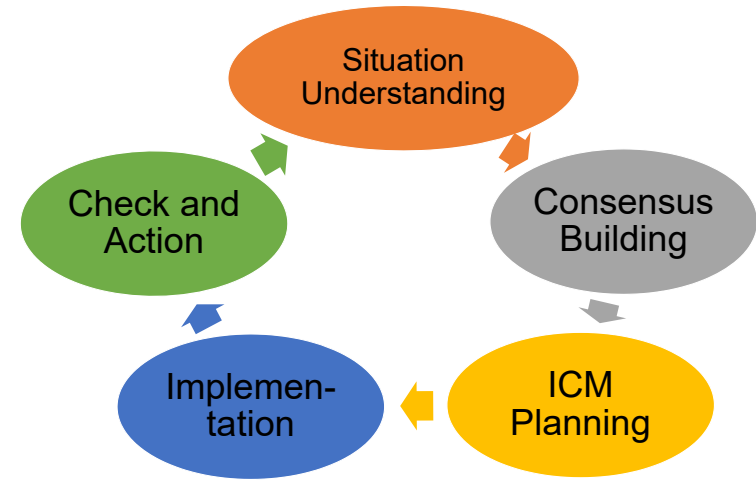 Situation
Understanding
Consensus
Building
ICM
Planning
Implemen-
tation
Check and
Action